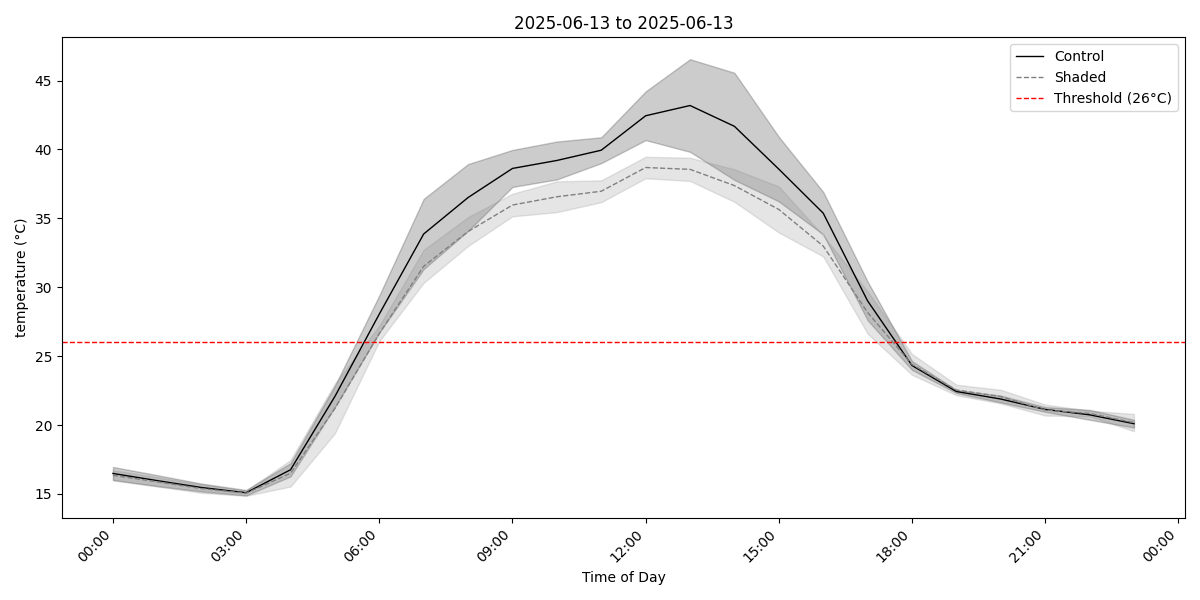 2025-06-13 to 2025-06-13
Control
Shaded
Threshold (26°C)
temperature (°C)
45
40
35
30
25
20
15
00:00
03:00
06:00
09:00
12:00
15:00
18:00
21:00
00:00
Time of Day